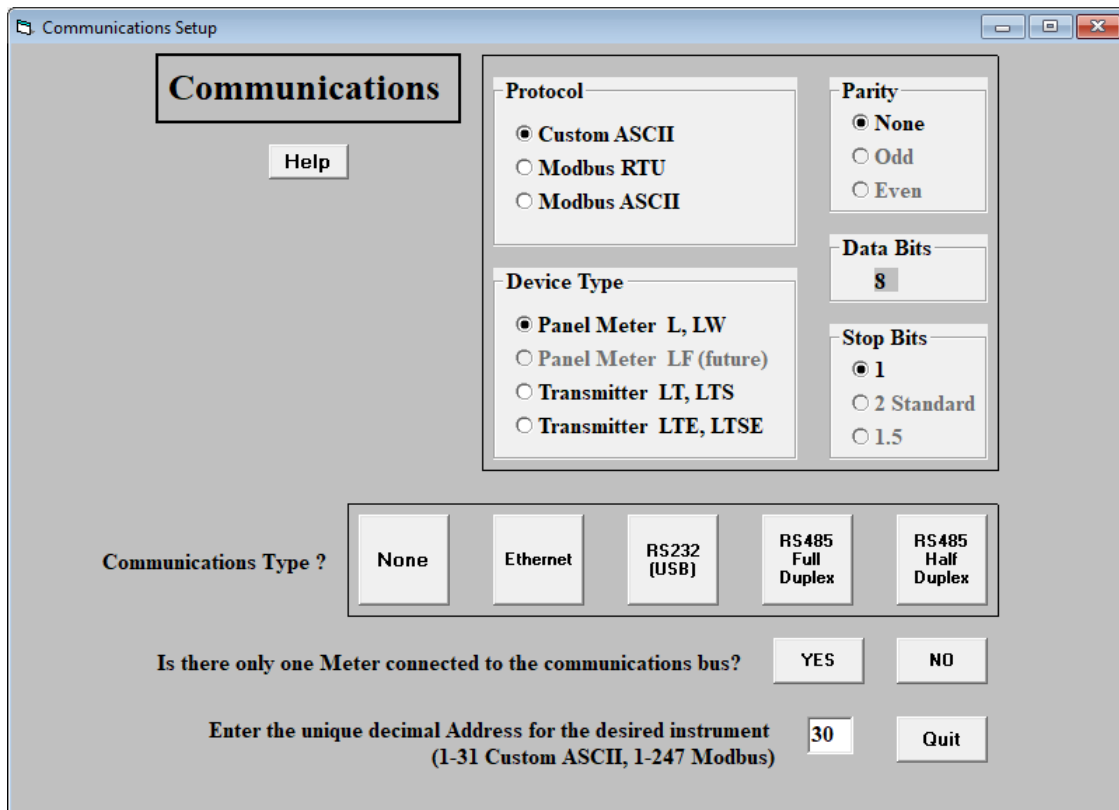 Communications Setup
Communications
Help
Protocol
Custom ASCII
Modbus RTU
Modbus ASCII
Parity
None
Odd
Even
Data Bits
8
Device Type
Panel Meter L, LW
Panel Meter LF (future)
Transmitter LT, LTS
Transmitter LTE, LTSE
Stop Bits
1
2 Standard
1.5
Communications Type ?
None
Ethernet
RS232
(USB)
RS485
Full
Duplex
RS485
Half
Duplex
Is there only one Meter connected to the communications bus?
YES
NO
Enter the unique decimal Address for the desired instrument
(1-31 Custom ASCII, 1-247 Modbus)
30
Quit